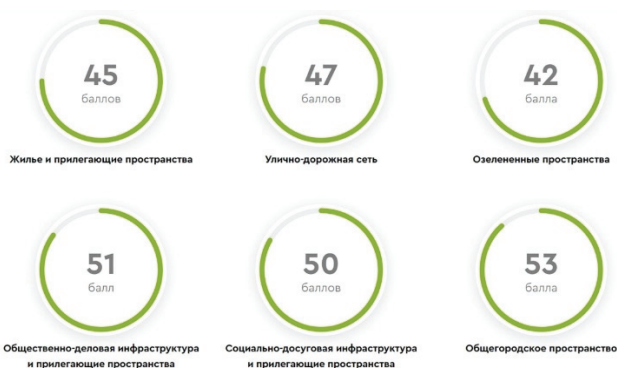 45
баллов
Жилье и прилегающие пространства
47
баллов
Улично-дорожная сеть
42
балла
Озелененные пространства
51
балл
Общественно-деловая инфраструктура
и прилегающие пространства
50
баллов
Социально-досуговая инфраструктура
и прилегающие пространства
53
балла
Общегородское пространство